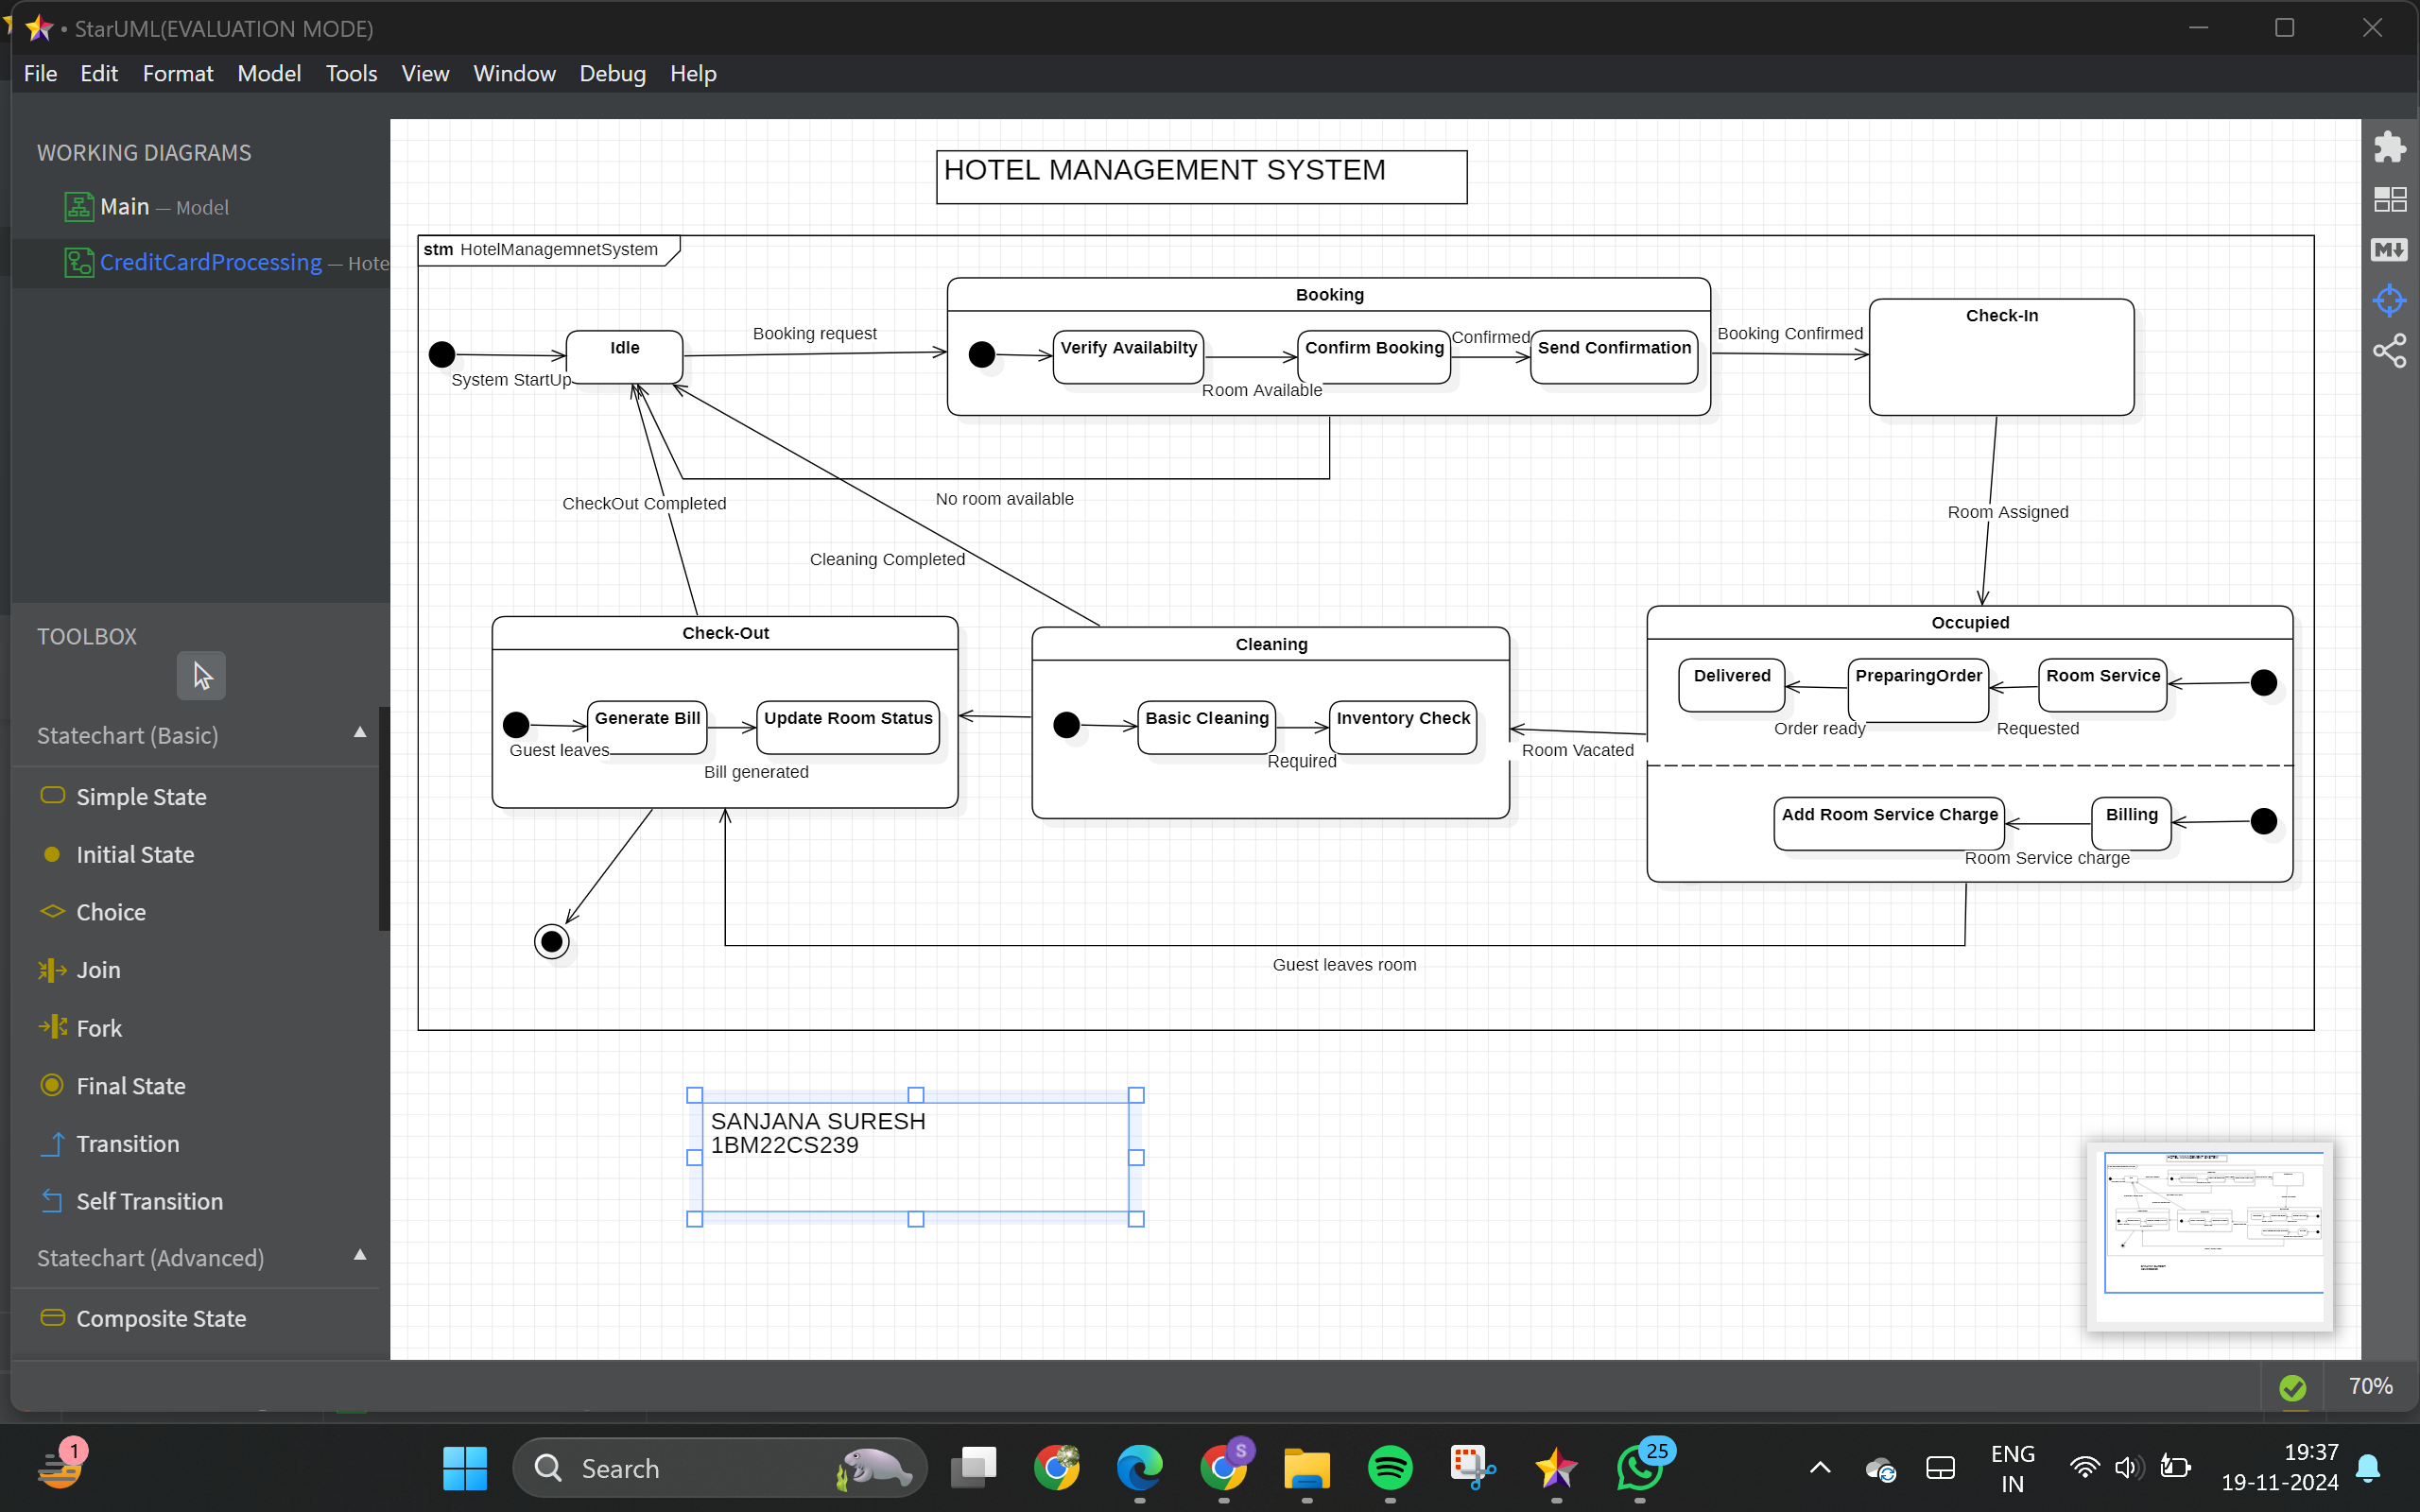 StarUML(EVALUATION MODE)
File Edit Format Model Tools View Window Debug Help
WORKING DIAGRAMS
Main — Model
CreditCardProcessing — Hote
TOOLBOX
Statechart (Basic)
Simple State
Initial State
Choice
Join
Fork
Final State
Transition
Self Transition
Statechart (Advanced)
Composite State
HOTEL MANAGEMENT SYSTEM
stm HotelManagemnetSystem
Booking
Check-In
Booking request
Idle
Verify Availabilty
Confirm Booking
Confirmed
Send Confirmation
Booking Confirmed
System StartUp
Room Available
CheckOut Completed
No room available
Room Assigned
Cleaning Completed
Check-Out
Cleaning
Occupied
Delivered
PreparingOrder
Room Service
Order ready
Requested
Generate Bill
Update Room Status
Basic Cleaning
Inventory Check
Guest leaves
Bill generated
Required
Room Vacated
Add Room Service Charge
Billing
Room Service charge
Guest leaves room
SANJANA SURESH
1BM22CS239
M
70%
1
Search
S
25
ENG
IN
19:37
19-11-2024